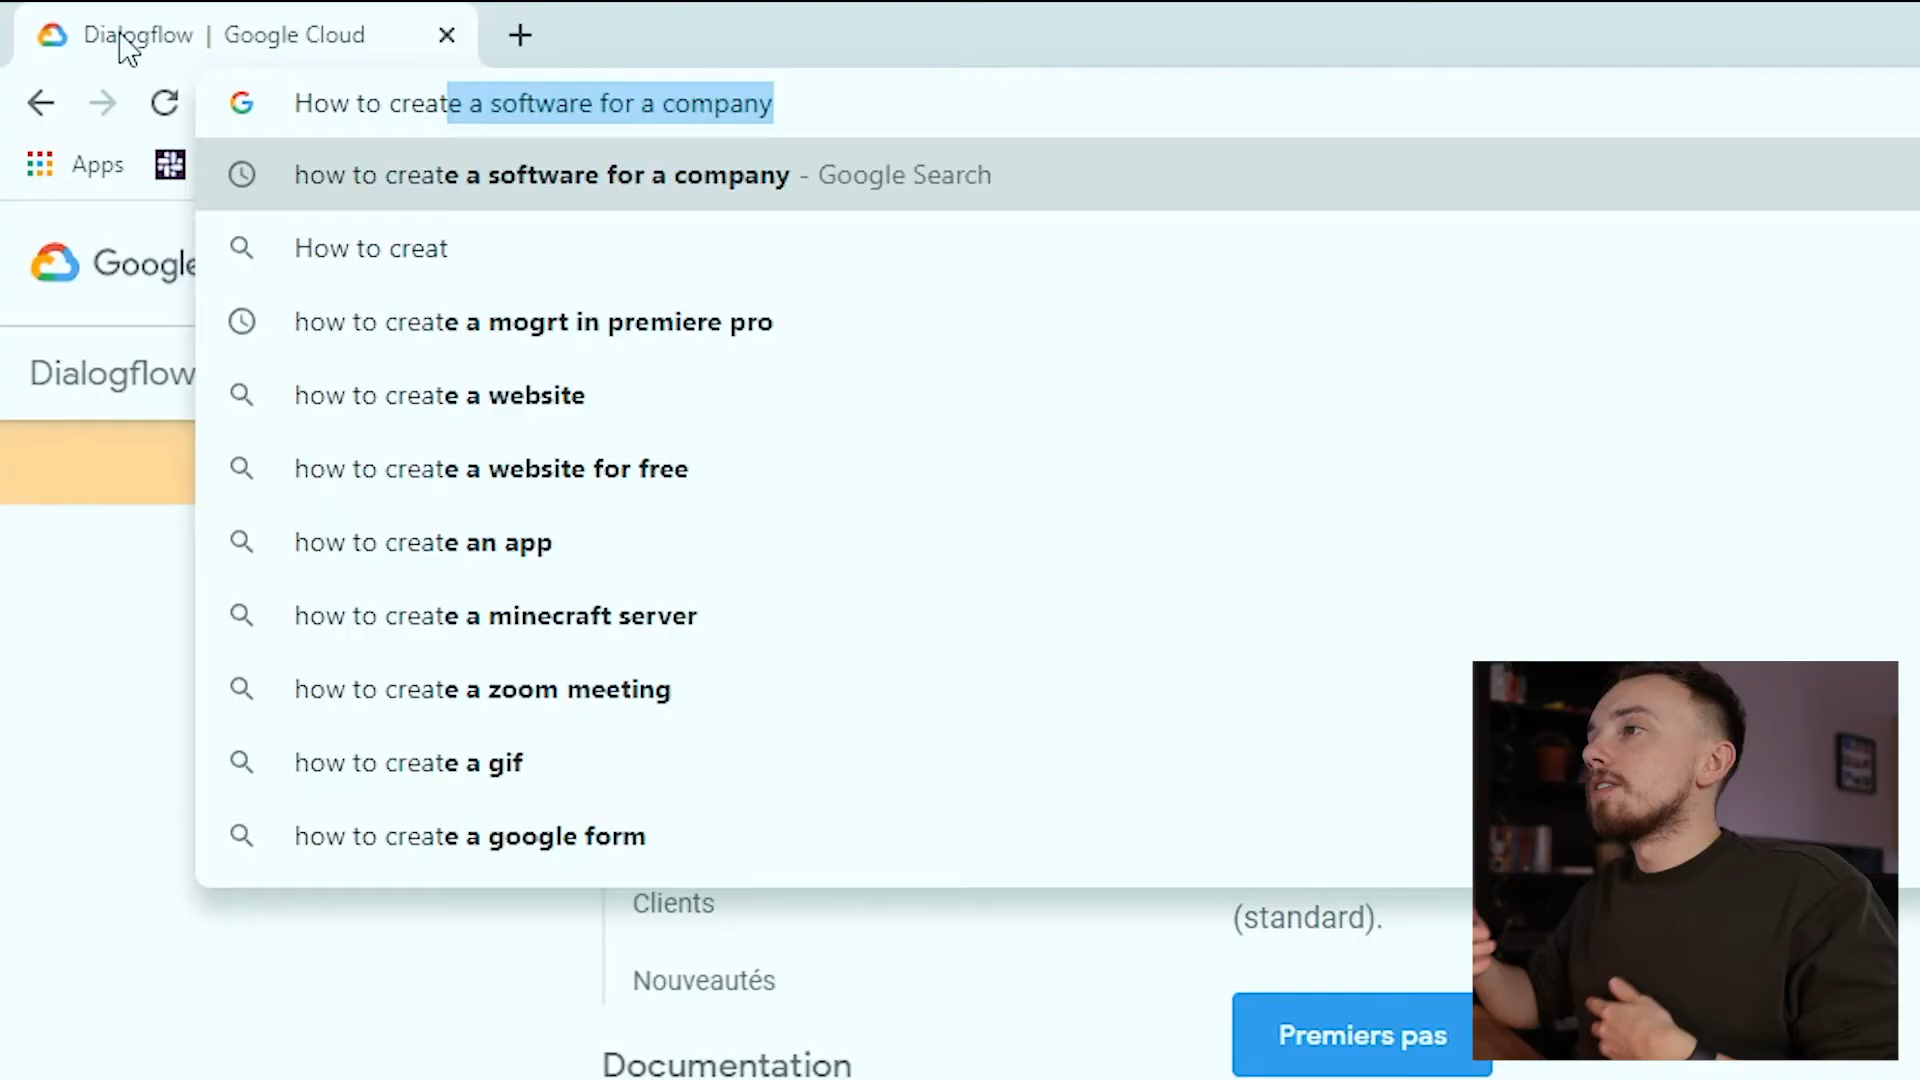 Dialogflow | Google Cloud
How to create a software for a company
Apps
how to create a software for a company - Google Search
How to creat
Google
how to create a mogrt in premiere pro
Dialogflow
how to create a website
how to create a website for free
how to create an app
how to create a minecraft server
how to create a zoom meeting
how to create a gif
how to create a google form
Clients
(standard).
Nouveautés
Premiers pas
Documentation